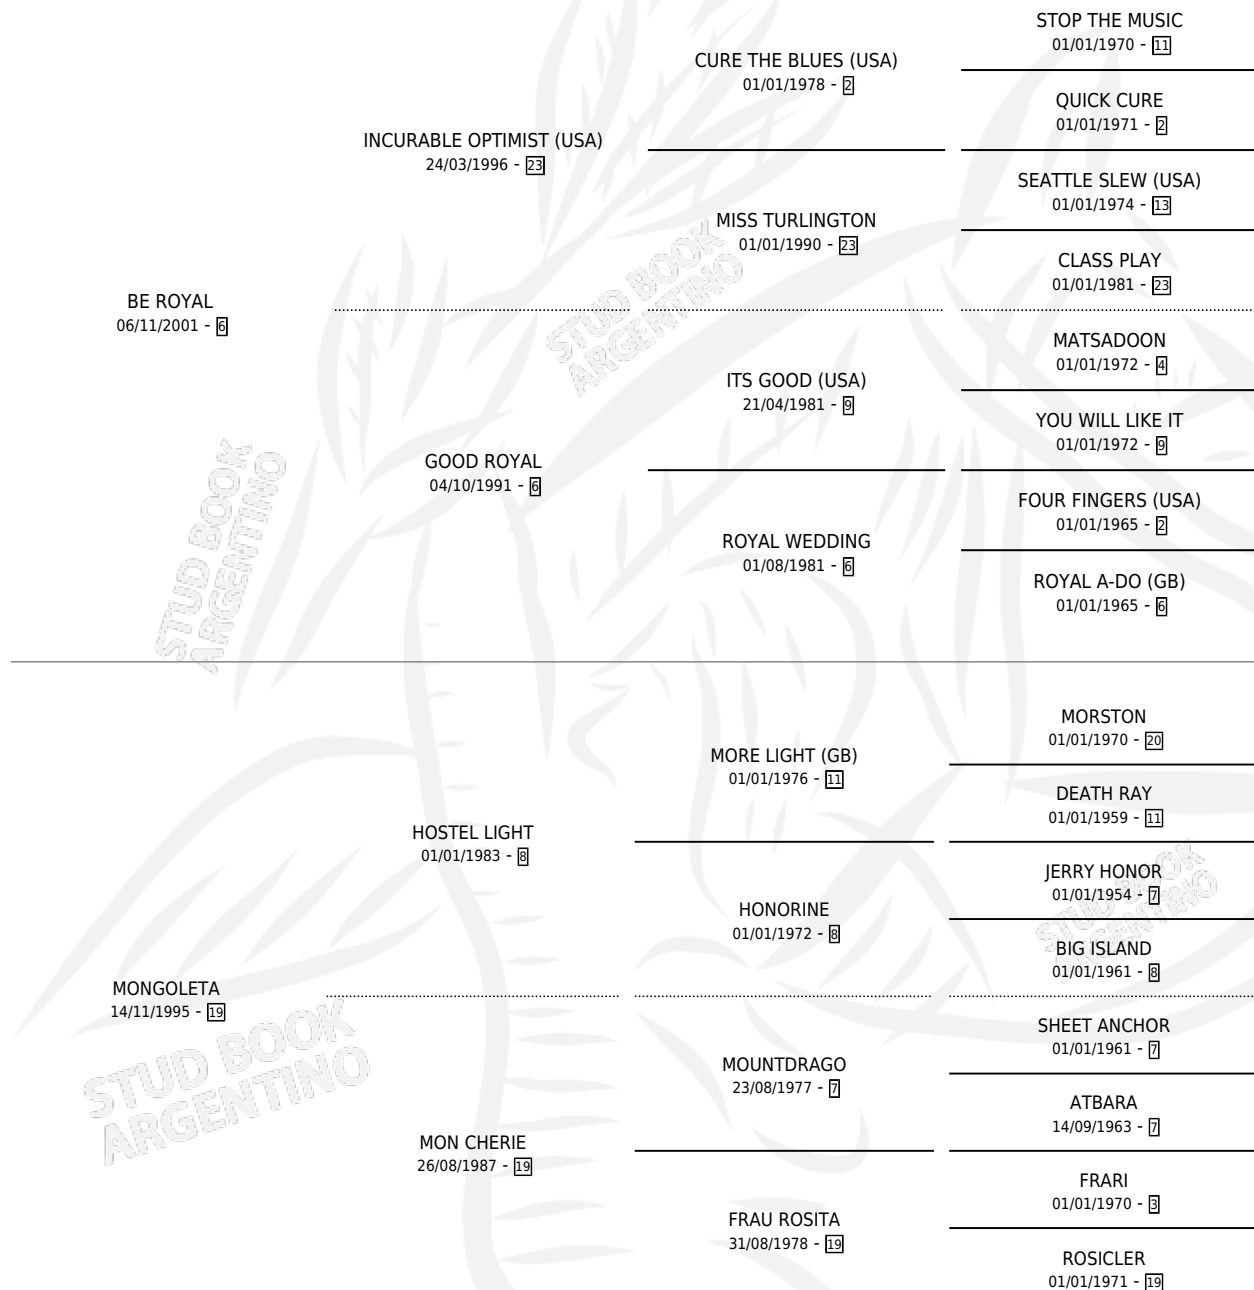 STOP THE MUSIC
01/01/1970 - 11
CURE THE BLUES (USA)
01/01/1978 - 2
QUICK CURE
01/01/1971 - 2
INCURABLE OPTIMIST (USA)
24/03/1996 - 23
SEATTLE SLEW (USA)
01/01/1974 - 13
MISS TURLINGTON
01/01/1990 - 23
CLASS PLAY
01/01/1981 - 23
BE ROYAL
06/11/2001 - 6
MATSADOON
01/01/1972 - 4
ITS GOOD (USA)
21/04/1981 - 9
YOU WILL LIKE IT
01/01/1972 - 9
GOOD ROYAL
04/10/1991 - 6
FOUR FINGERS (USA)
01/01/1965 - 2
ROYAL WEDDING
01/08/1981 - 6
ROYAL A-DO (GB)
01/01/1965 - 6
MORSTON
01/01/1970 - 20
MORE LIGHT (GB)
01/01/1976 - 11
DEATH RAY
01/01/1959 - 11
HOSTEL LIGHT
01/01/1983 - 8
JERRY HONOR
01/01/1954 - 7
HONORINE
01/01/1972 - 8
BIG ISLAND
01/01/1961 - 8
MONGOLETA
14/11/1995 - 19
SHEET ANCHOR
01/01/1961 - 7
MOUNTDRAGO
23/08/1977 - 7
ATBARA
14/09/1963 - 7
MON CHERIE
26/08/1987 - 19
FRARI
01/01/1970 - 3
FRAU ROSITA
31/08/1978 - 19
ROSICLER
01/01/1971 - 19
STUD BOOK
ARGENTINO
STUD BOOK
ARGENTINO
STUD BOOK
ARGENTINO
STUD BOOK
ARGENTINO